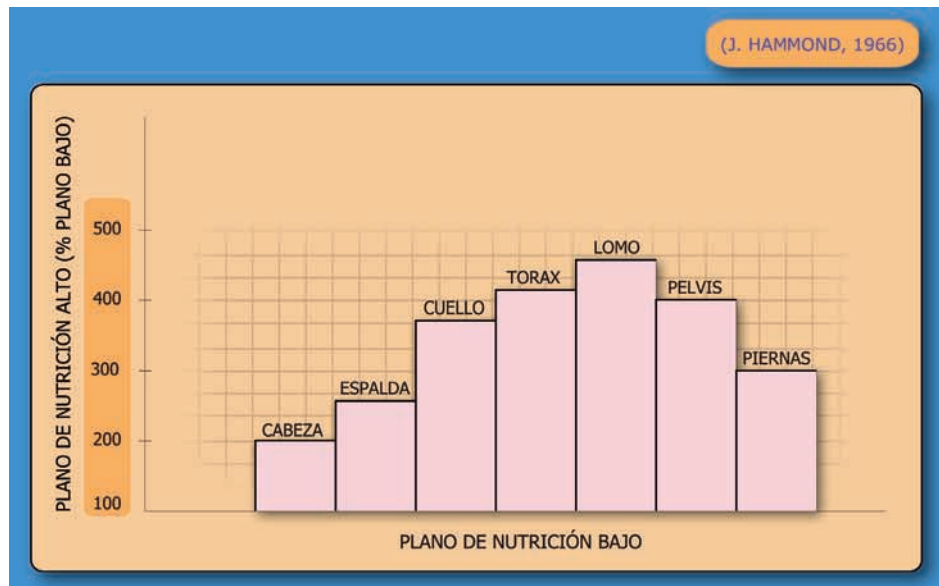 (J. HAMMOND, 1966)
PLANO DE NUTRICIÓN ALTO (% PLANO BAJO)
500
400
300
200
100
CABEZA
ESPALDA
CUELLO
TORAX
LOMO
PELVIS
PIERNAS
PLANO DE NUTRICIÓN BAJO